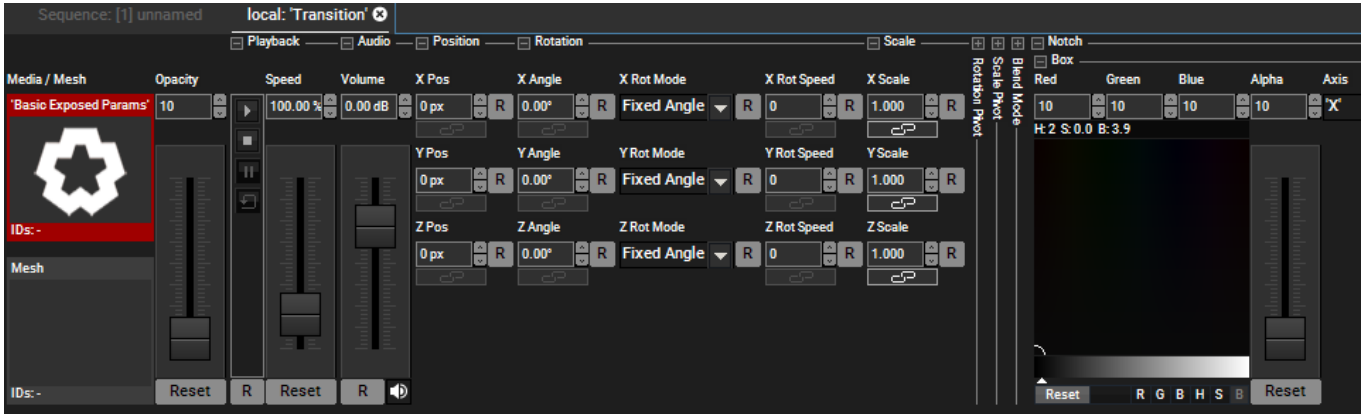 Sequence: [1] unnamed local: 'Transition'
Playback Audio Position Rotation Scale Notch
Box
Media / Mesh Opacity Speed Volume X Pos X Angle X Rot Mode X Rot Speed X Scale Red Green Blue Alpha Axis
'Basic Exposed Params' 10 100.00 % 0.00 dB 0 px R 0.00° R Fixed Angle R 0 R 1.000 R 10 10 10 10 'X'
H:2 S:0.0 B:3.9
Y Pos Y Angle Y Rot Mode Y Rot Speed Y Scale
0 px R 0.00° R Fixed Angle R 0 R 1.000 R
Z Pos Z Angle Z Rot Mode Z Rot Speed Z Scale
IDs: -
0 px R 0.00° R Fixed Angle R 0 R 1.000 R
Mesh
Rotation Pivot
Scale Pivot
Blend Mode
IDs: - Reset R Reset R Reset R G B H S B Reset